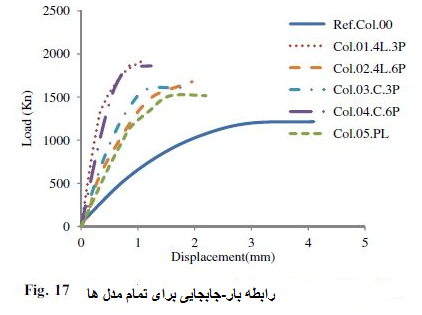 2500
2000
1500
1000
500
0
Load (Kn)
0 1 2 3 4 5
Displacement(mm)
Ref.Col.00
Col.01.4L.3P
Col.02.4L.6P
Col.03.C.3P
Col.04.C.6P
Col.05.PL
Fig. 17 رابطه بار-جابجایی برای تمام مدل ها